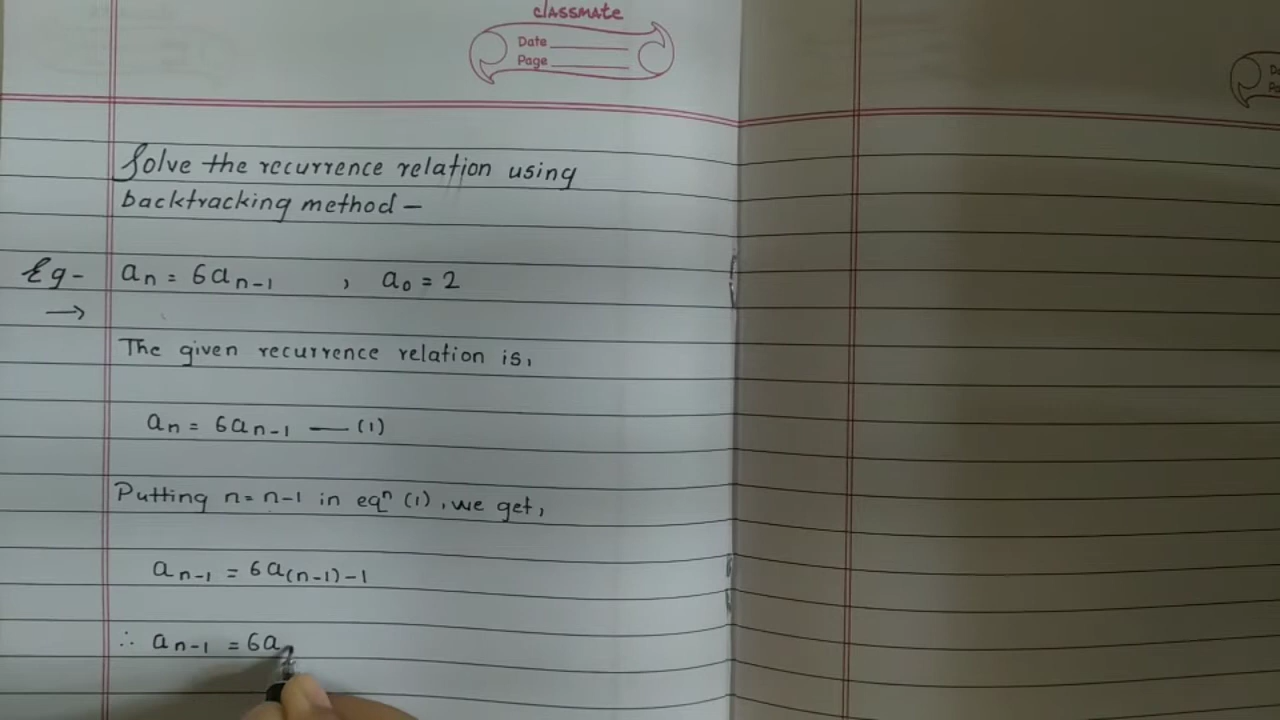 classmate
Date
Page
Solve the recurrence relation using
backtracking method –
Eg- aₙ = 6aₙ₋₁ , a₀ = 2
→
The given recurrence relation is,
aₙ = 6aₙ₋₁ — (1)
Putting n = n-1 in eqⁿ (1), we get,
aₙ₋₁ = 6a₍ₙ₋₁₎₋₁
∴ aₙ₋₁ = 6a